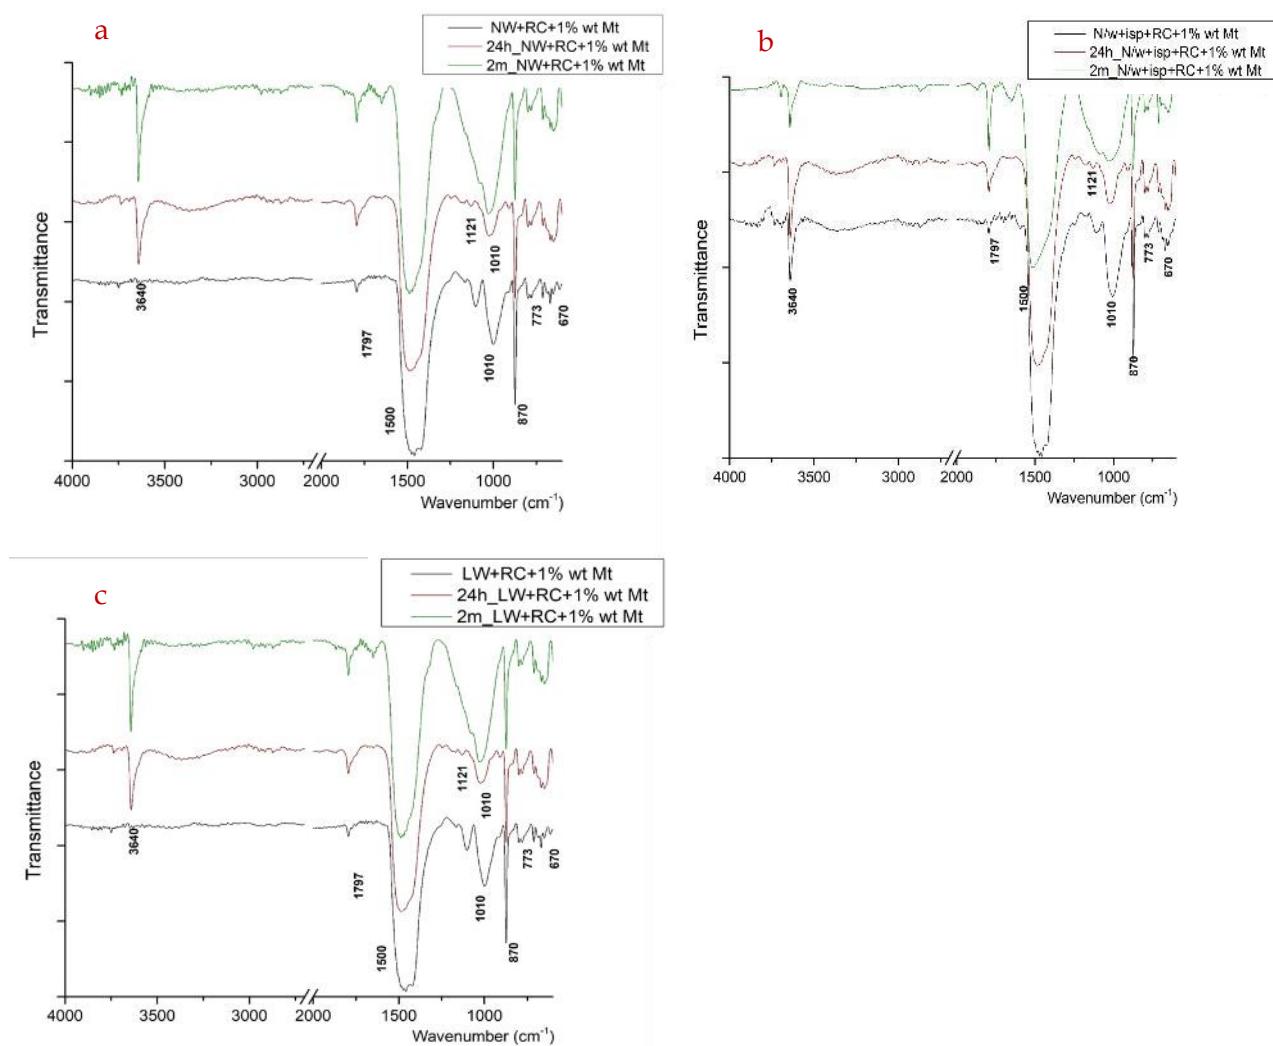 a
NW+RC+1% wt Mt
24h_NW+RC+1% wt Mt
2m_NW+RC+1% wt Mt
Transmittance
3640
1797
1500
1121
1010
1010
870
773
670
4000
3500
3000
2000
1500
1000
Wavenumber (cm⁻¹)
b
N/w+isp+RC+1% wt Mt
24h_N/w+isp+RC+1% wt Mt
2m_N/w+isp+RC+1% wt Mt
Transmittance
3640
1797
1500
1121
1010
870
773
670
4000
3500
3000
2000
1500
1000
Wavenumber (cm⁻¹)
c
LW+RC+1% wt Mt
24h_LW+RC+1% wt Mt
2m_LW+RC+1% wt Mt
Transmittance
3640
1797
1500
1121
1010
1010
870
773
670
4000
3500
3000
2000
1500
1000
Wavenumber (cm⁻¹)